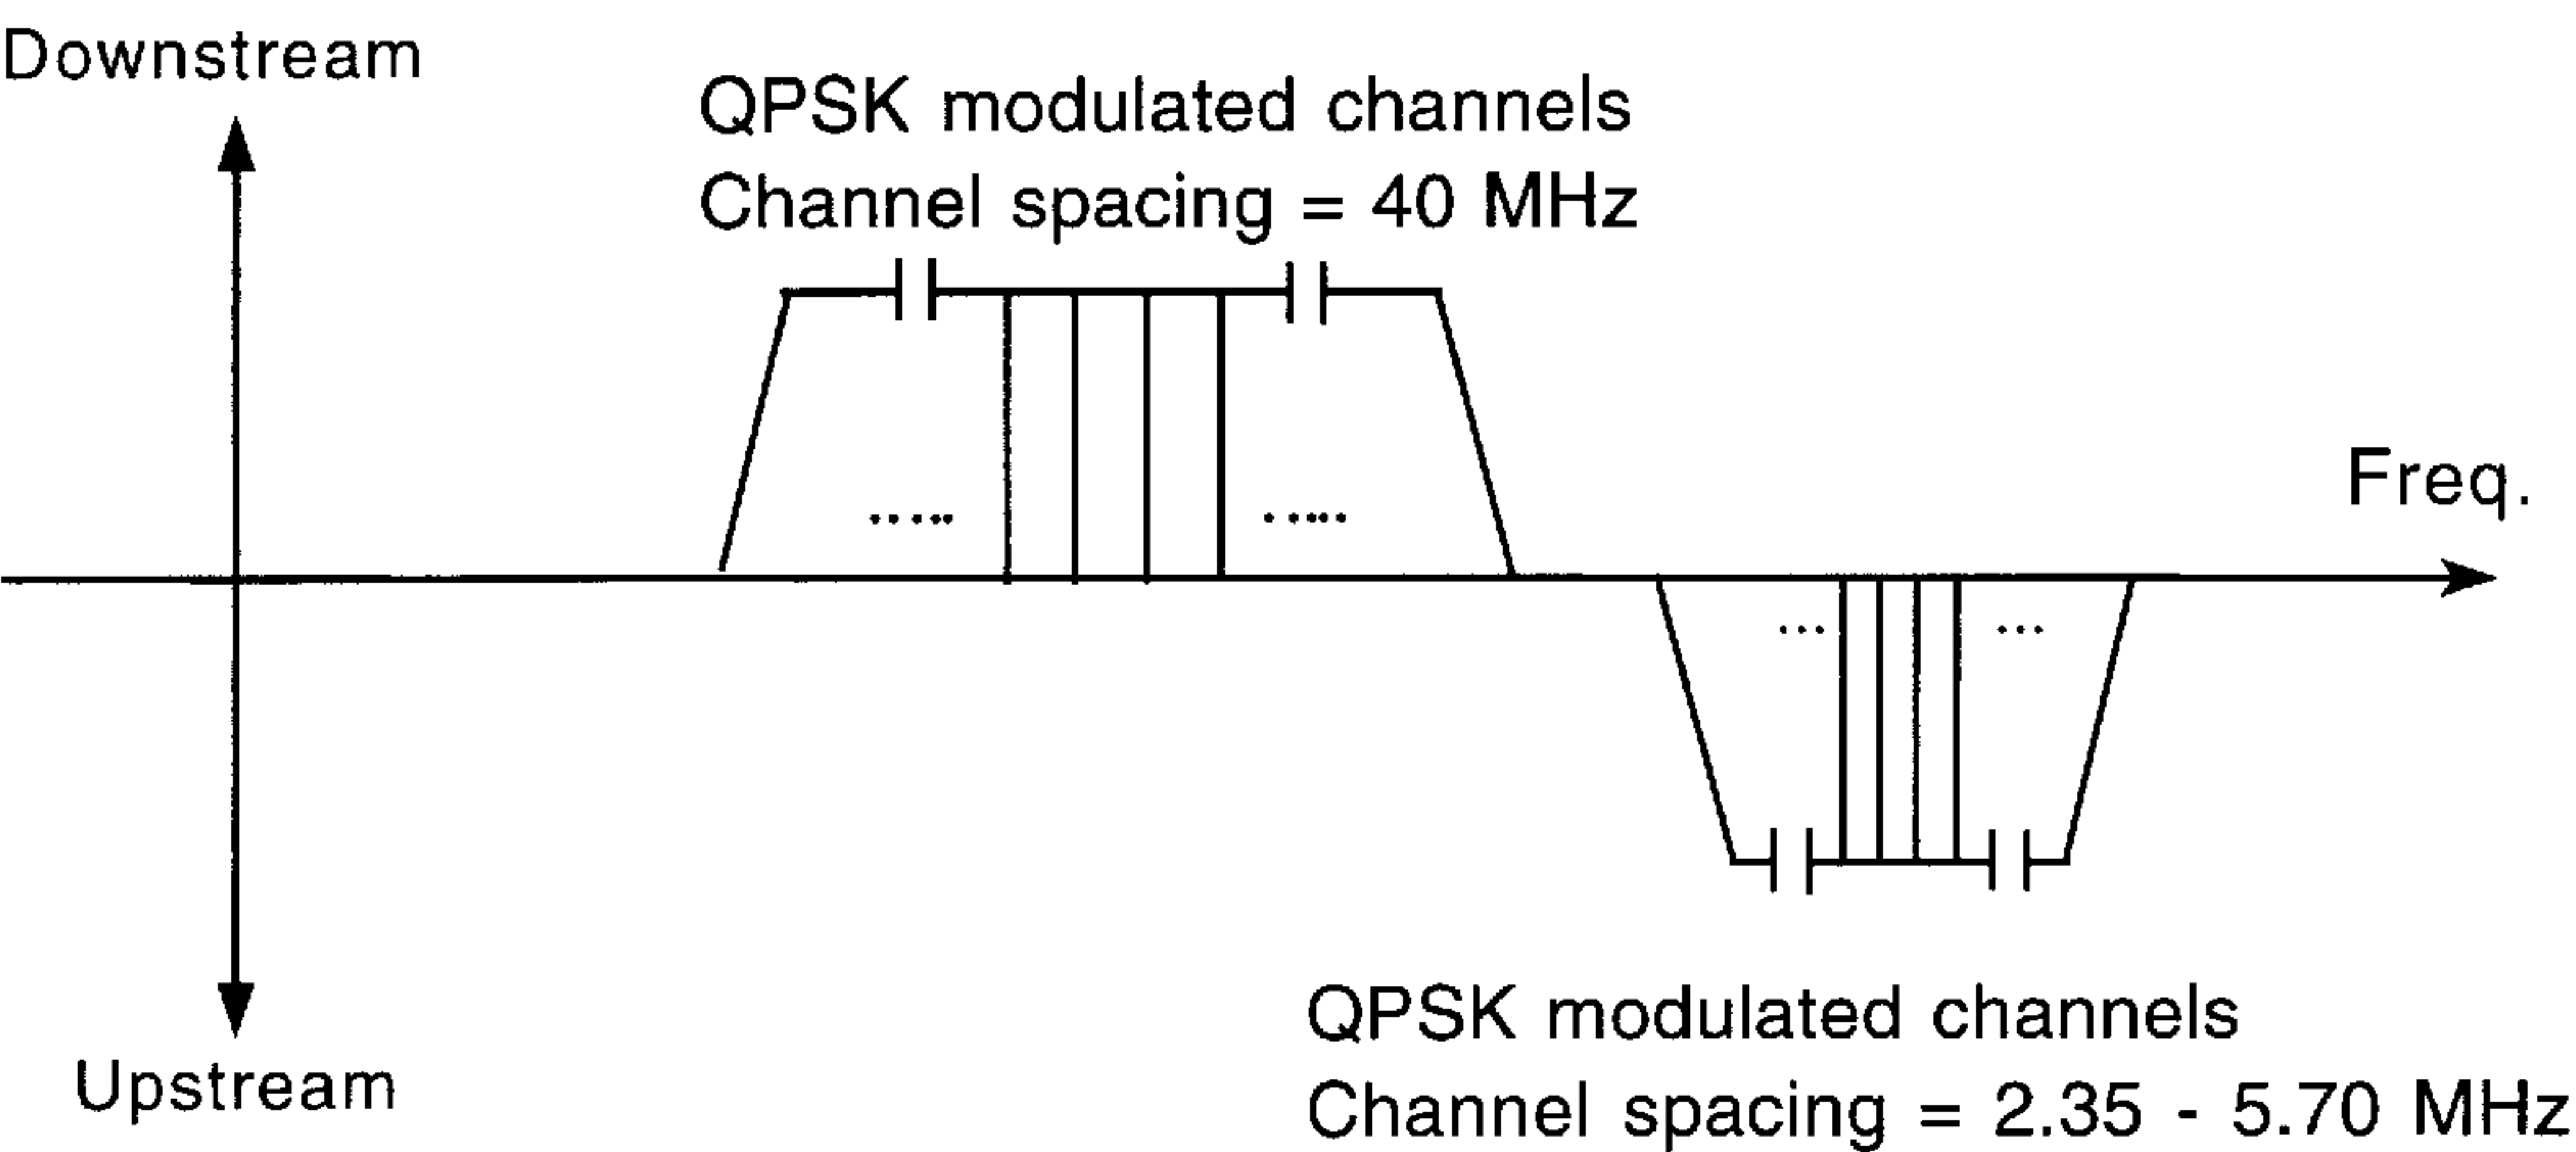 Downstream
QPSK modulated channels
Channel spacing = 40 MHz
.....
.....
Freq.
...
...
QPSK modulated channels
Channel spacing = 2.35 - 5.70 MHz
Upstream